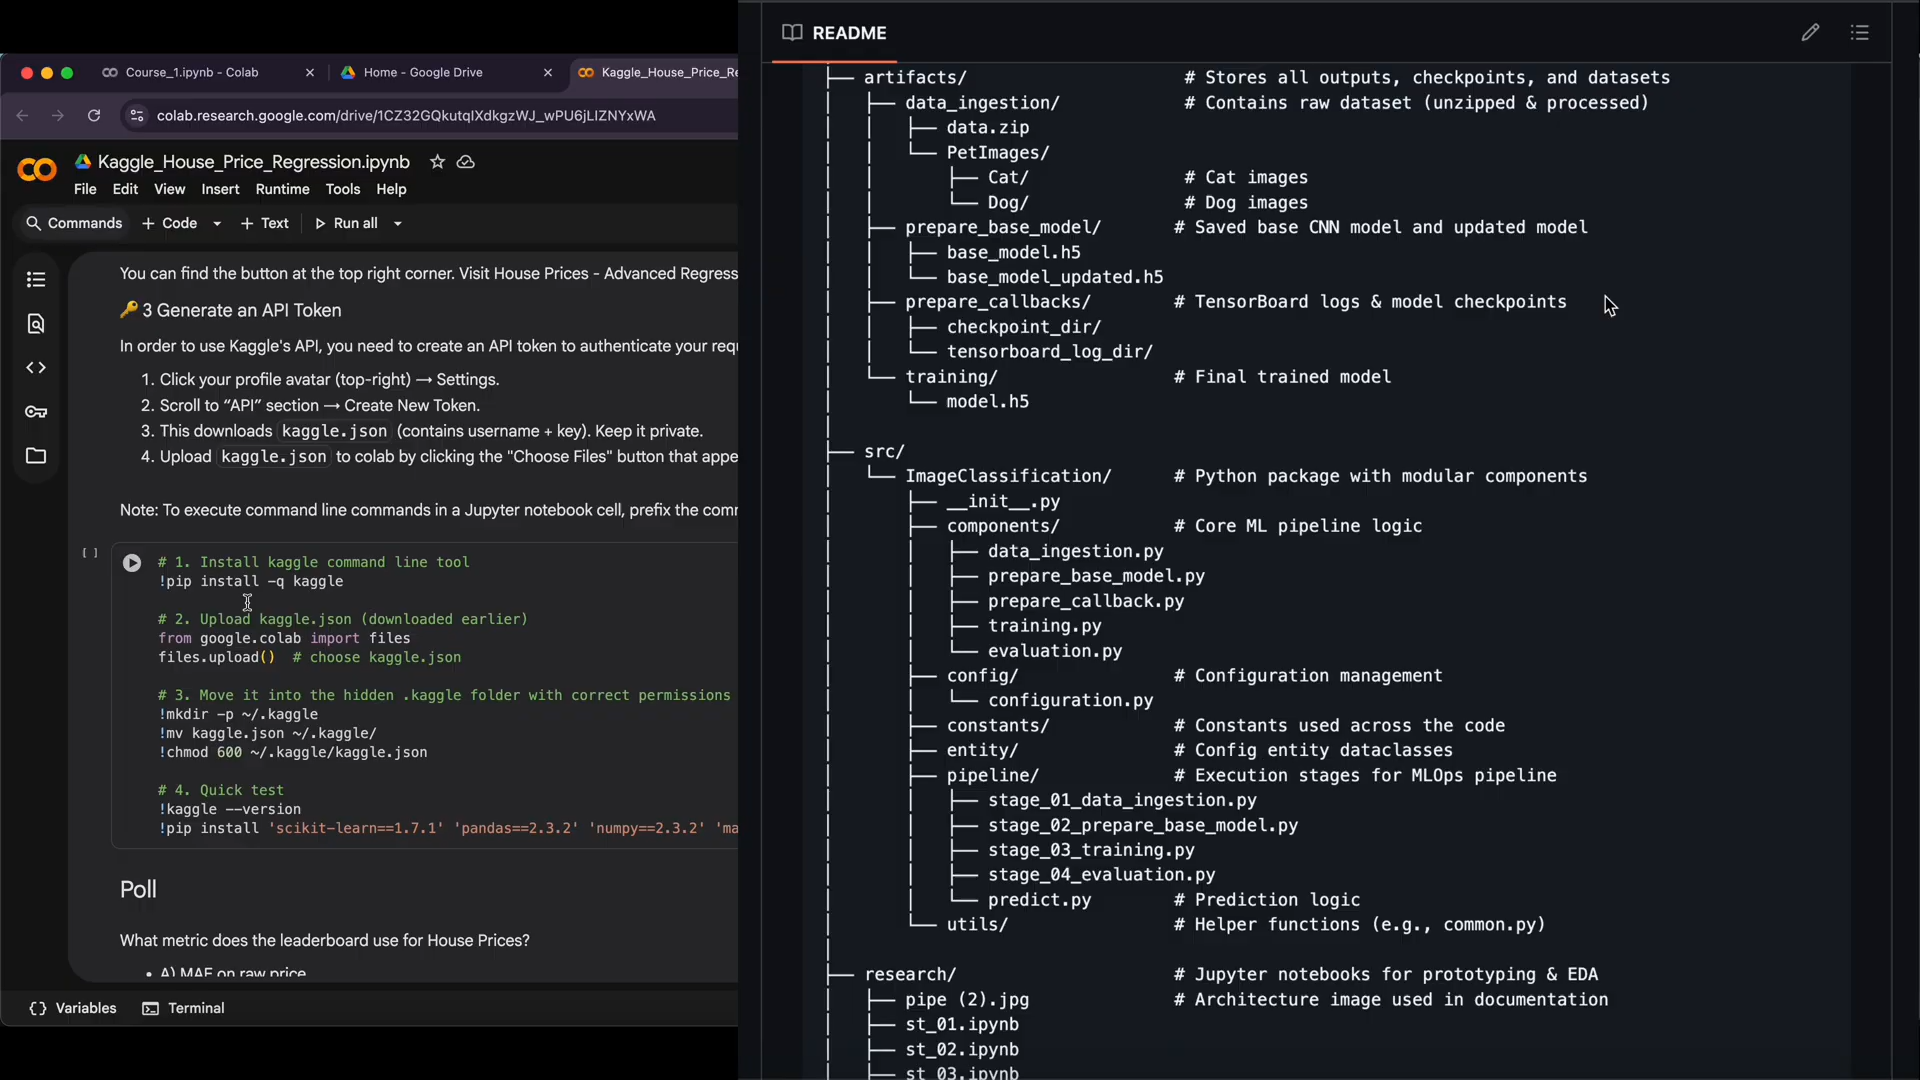 Course_1.ipynb - Colab
Home - Google Drive
Kaggle_House_Price_Re
colab.research.google.com/drive/1CZ32GQkutqIXdkgzWJ_wPU6jLIZNYxWA
Kaggle_House_Price_Regression.ipynb
File Edit View Insert Runtime Tools Help
Commands + Code + Text Run all
You can find the button at the top right corner. Visit House Prices - Advanced Regress
🔑 3 Generate an API Token
In order to use Kaggle's API, you need to create an API token to authenticate your requ
1. Click your profile avatar (top-right) → Settings.
2. Scroll to “API” section → Create New Token.
3. This downloads kaggle.json (contains username + key). Keep it private.
4. Upload kaggle.json to colab by clicking the "Choose Files" button that appe
Note: To execute command line commands in a Jupyter notebook cell, prefix the comm
[ ]
# 1. Install kaggle command line tool
!pip install -q kaggle
# 2. Upload kaggle.json (downloaded earlier)
from google.colab import files
files.upload() # choose kaggle.json
# 3. Move it into the hidden .kaggle folder with correct permissions
!mkdir -p ~/.kaggle
!mv kaggle.json ~/.kaggle/
!chmod 600 ~/.kaggle/kaggle.json
# 4. Quick test
!kaggle --version
!pip install 'scikit-learn==1.7.1' 'pandas==2.3.2' 'numpy==2.3.2' 'ma
Poll
What metric does the leaderboard use for House Prices?
• A) MAE on raw price
Variables Terminal
README
├── artifacts/ # Stores all outputs, checkpoints, and datasets
│ ├── data_ingestion/ # Contains raw dataset (unzipped & processed)
│ │ ├── data.zip
│ │ └── PetImages/
│ │ ├── Cat/ # Cat images
│ │ └── Dog/ # Dog images
│ ├── prepare_base_model/ # Saved base CNN model and updated model
│ │ ├── base_model.h5
│ │ └── base_model_updated.h5
│ ├── prepare_callbacks/ # TensorBoard logs & model checkpoints
│ │ ├── checkpoint_dir/
│ │ └── tensorboard_log_dir/
│ └── training/ # Final trained model
│ └── model.h5
│
├── src/
│ └── ImageClassification/ # Python package with modular components
│ ├── __init__.py
│ ├── components/ # Core ML pipeline logic
│ │ ├── data_ingestion.py
│ │ ├── prepare_base_model.py
│ │ ├── prepare_callback.py
│ │ ├── training.py
│ │ └── evaluation.py
│ ├── config/ # Configuration management
│ │ └── configuration.py
│ ├── constants/ # Constants used across the code
│ ├── entity/ # Config entity dataclasses
│ ├── pipeline/ # Execution stages for MLOps pipeline
│ │ ├── stage_01_data_ingestion.py
│ │ ├── stage_02_prepare_base_model.py
│ │ ├── stage_03_training.py
│ │ ├── stage_04_evaluation.py
│ │ └── predict.py # Prediction logic
│ └── utils/ # Helper functions (e.g., common.py)
│
├── research/ # Jupyter notebooks for prototyping & EDA
│ ├── pipe (2).jpg # Architecture image used in documentation
│ ├── st_01.ipynb
│ ├── st_02.ipynb
│ ├── st_03.ipynb